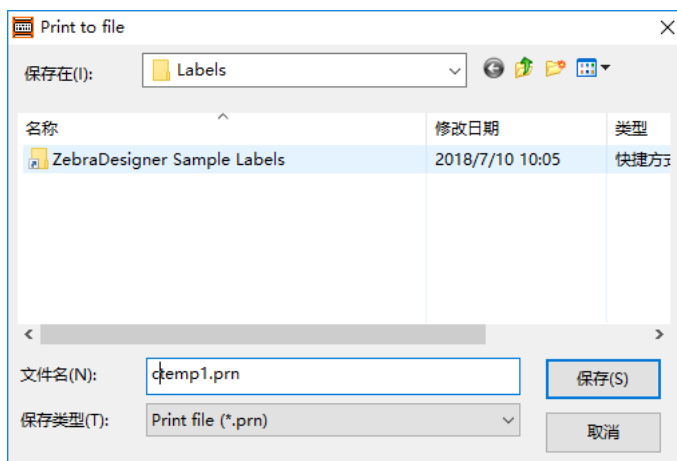 Print to file
保存在(I): Labels
名称 修改日期 类型
ZebraDesigner Sample Labels 2018/7/10 10:05 快捷方式
文件名(N): ctemp1.prn 保存(S)
保存类型(T): Print file (*.prn) 取消